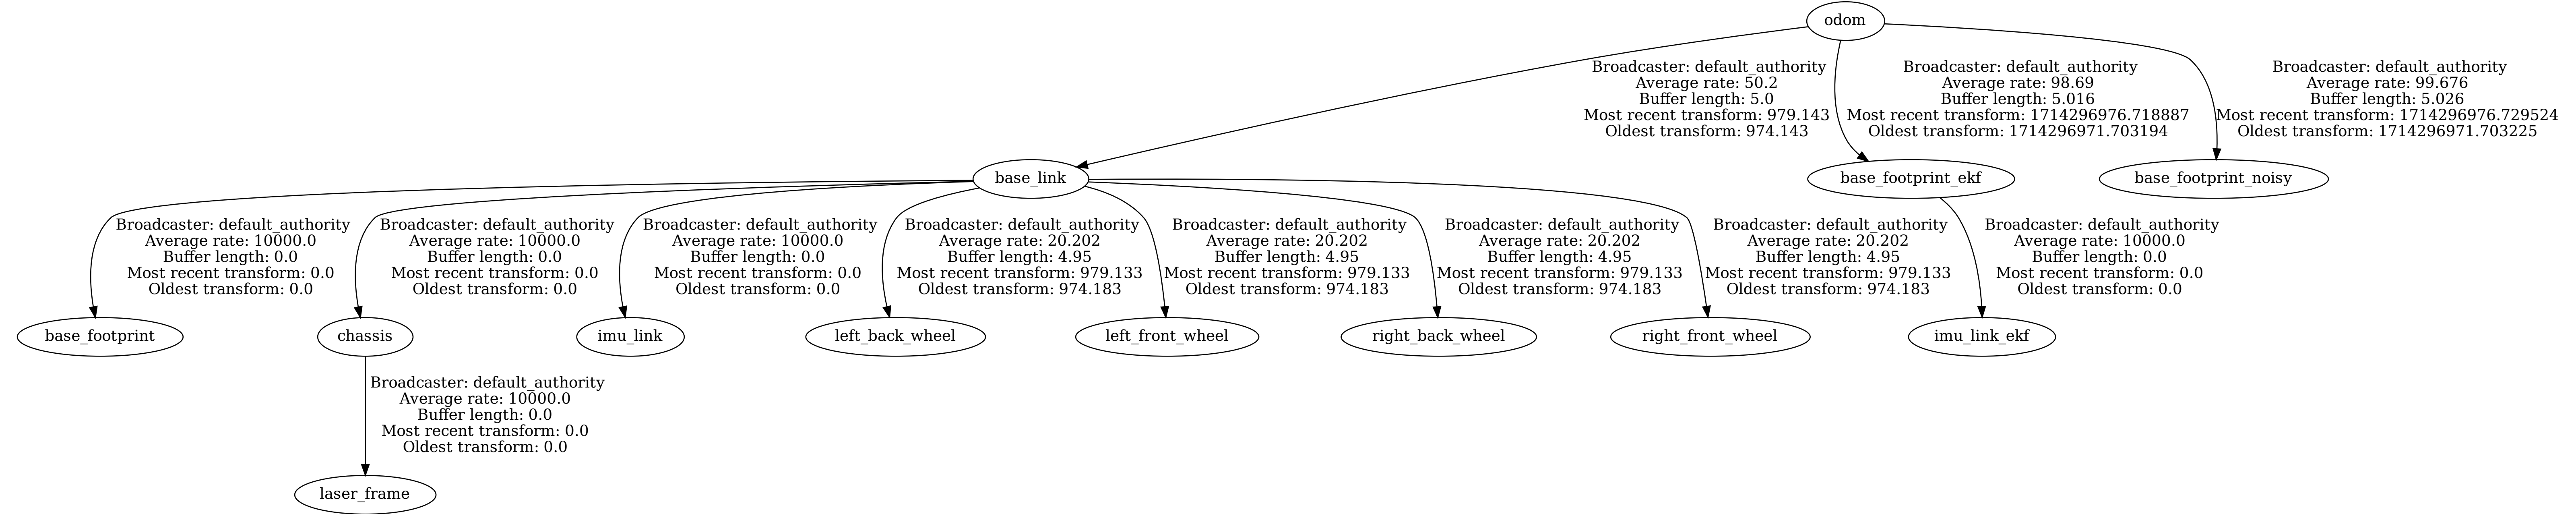 odom
Broadcaster: default_authority
Average rate: 50.2
Buffer length: 5.0
Most recent transform: 979.143
Oldest transform: 974.143
Broadcaster: default_authority
Average rate: 98.69
Buffer length: 5.016
Most recent transform: 1714296976.718887
Oldest transform: 1714296971.703194
Broadcaster: default_authority
Average rate: 99.676
Buffer length: 5.026
Most recent transform: 1714296976.729524
Oldest transform: 1714296971.703225
base_link
base_footprint_ekf
base_footprint_noisy
Broadcaster: default_authority
Average rate: 10000.0
Buffer length: 0.0
Most recent transform: 0.0
Oldest transform: 0.0
Broadcaster: default_authority
Average rate: 10000.0
Buffer length: 0.0
Most recent transform: 0.0
Oldest transform: 0.0
Broadcaster: default_authority
Average rate: 10000.0
Buffer length: 0.0
Most recent transform: 0.0
Oldest transform: 0.0
Broadcaster: default_authority
Average rate: 20.202
Buffer length: 4.95
Most recent transform: 979.133
Oldest transform: 974.183
Broadcaster: default_authority
Average rate: 20.202
Buffer length: 4.95
Most recent transform: 979.133
Oldest transform: 974.183
Broadcaster: default_authority
Average rate: 20.202
Buffer length: 4.95
Most recent transform: 979.133
Oldest transform: 974.183
Broadcaster: default_authority
Average rate: 20.202
Buffer length: 4.95
Most recent transform: 979.133
Oldest transform: 974.183
Broadcaster: default_authority
Average rate: 10000.0
Buffer length: 0.0
Most recent transform: 0.0
Oldest transform: 0.0
base_footprint
chassis
imu_link
left_back_wheel
left_front_wheel
right_back_wheel
right_front_wheel
imu_link_ekf
Broadcaster: default_authority
Average rate: 10000.0
Buffer length: 0.0
Most recent transform: 0.0
Oldest transform: 0.0
laser_frame